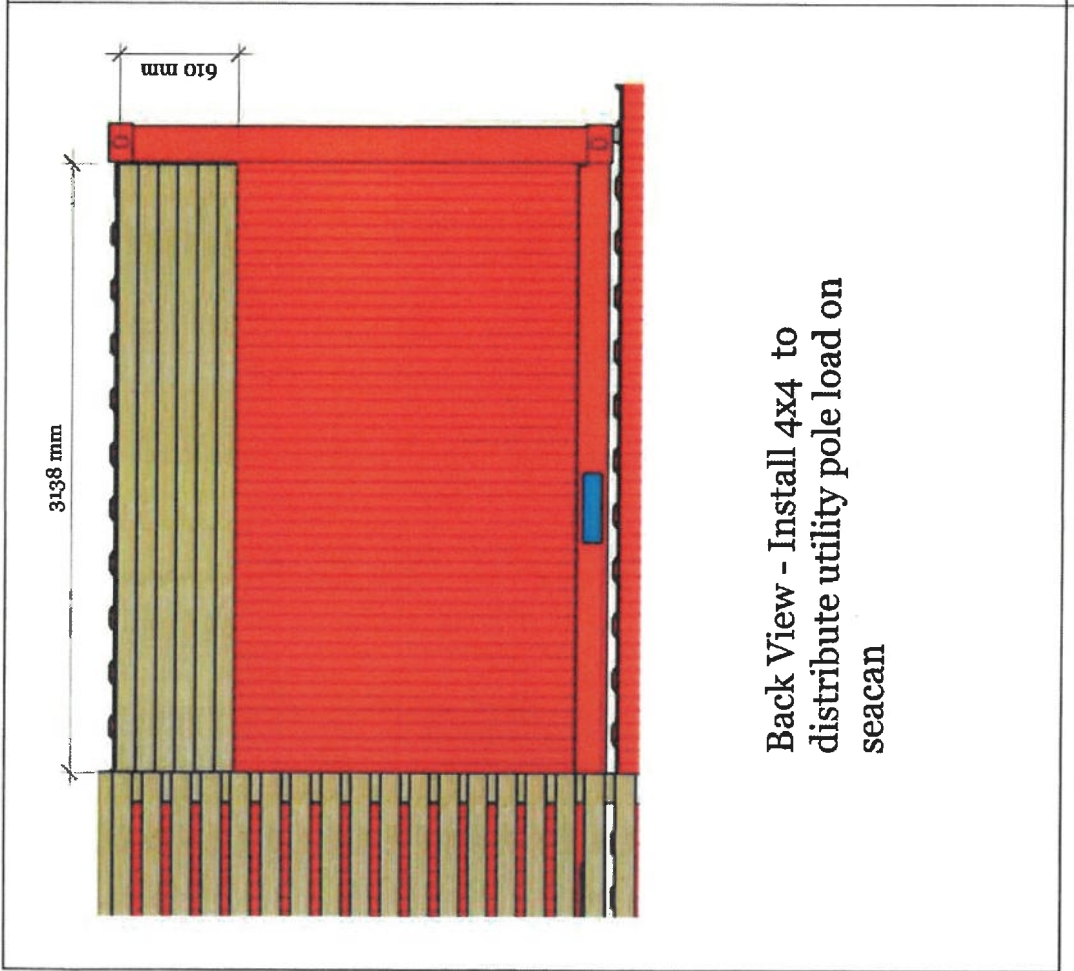 3138 mm
610 mm
Back View - Install 4x4 to
distribute utility pole load on
seacan